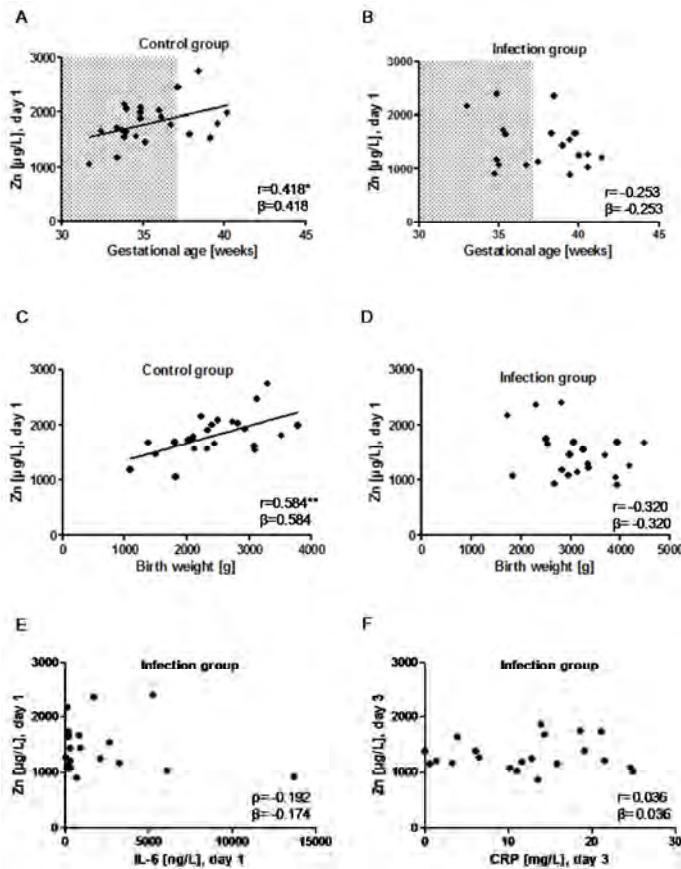 A
Control group
3000
2000
1000
0
30
35
40
45
Zn [µg/L], day 1
Gestational age [weeks]
r=0.418*
β=0.418
B
Infection group
3000
2000
1000
0
30
35
40
45
Zn [µg/L], day 1
Gestational age [weeks]
r=-0.253
β=-0.253
C
Control group
3000
2000
1000
0
0
1000
2000
3000
4000
Zn [µg/L], day 1
Birth weight [g]
r=0.584**
β=0.584
D
Infection group
3000
2000
1000
0
0
1000
2000
3000
4000
5000
Zn [µg/L], day 1
Birth weight [g]
r=-0.320
β=-0.320
E
Infection group
3000
2000
1000
0
0
5000
10000
15000
Zn [µg/L], day 1
IL-6 [ng/L], day 1
ρ=-0.192
β=-0.174
F
Infection group
3000
2000
1000
0
0
10
20
30
Zn [µg/L], day 3
CRP [mg/L], day 3
r=0.036
β=0.036